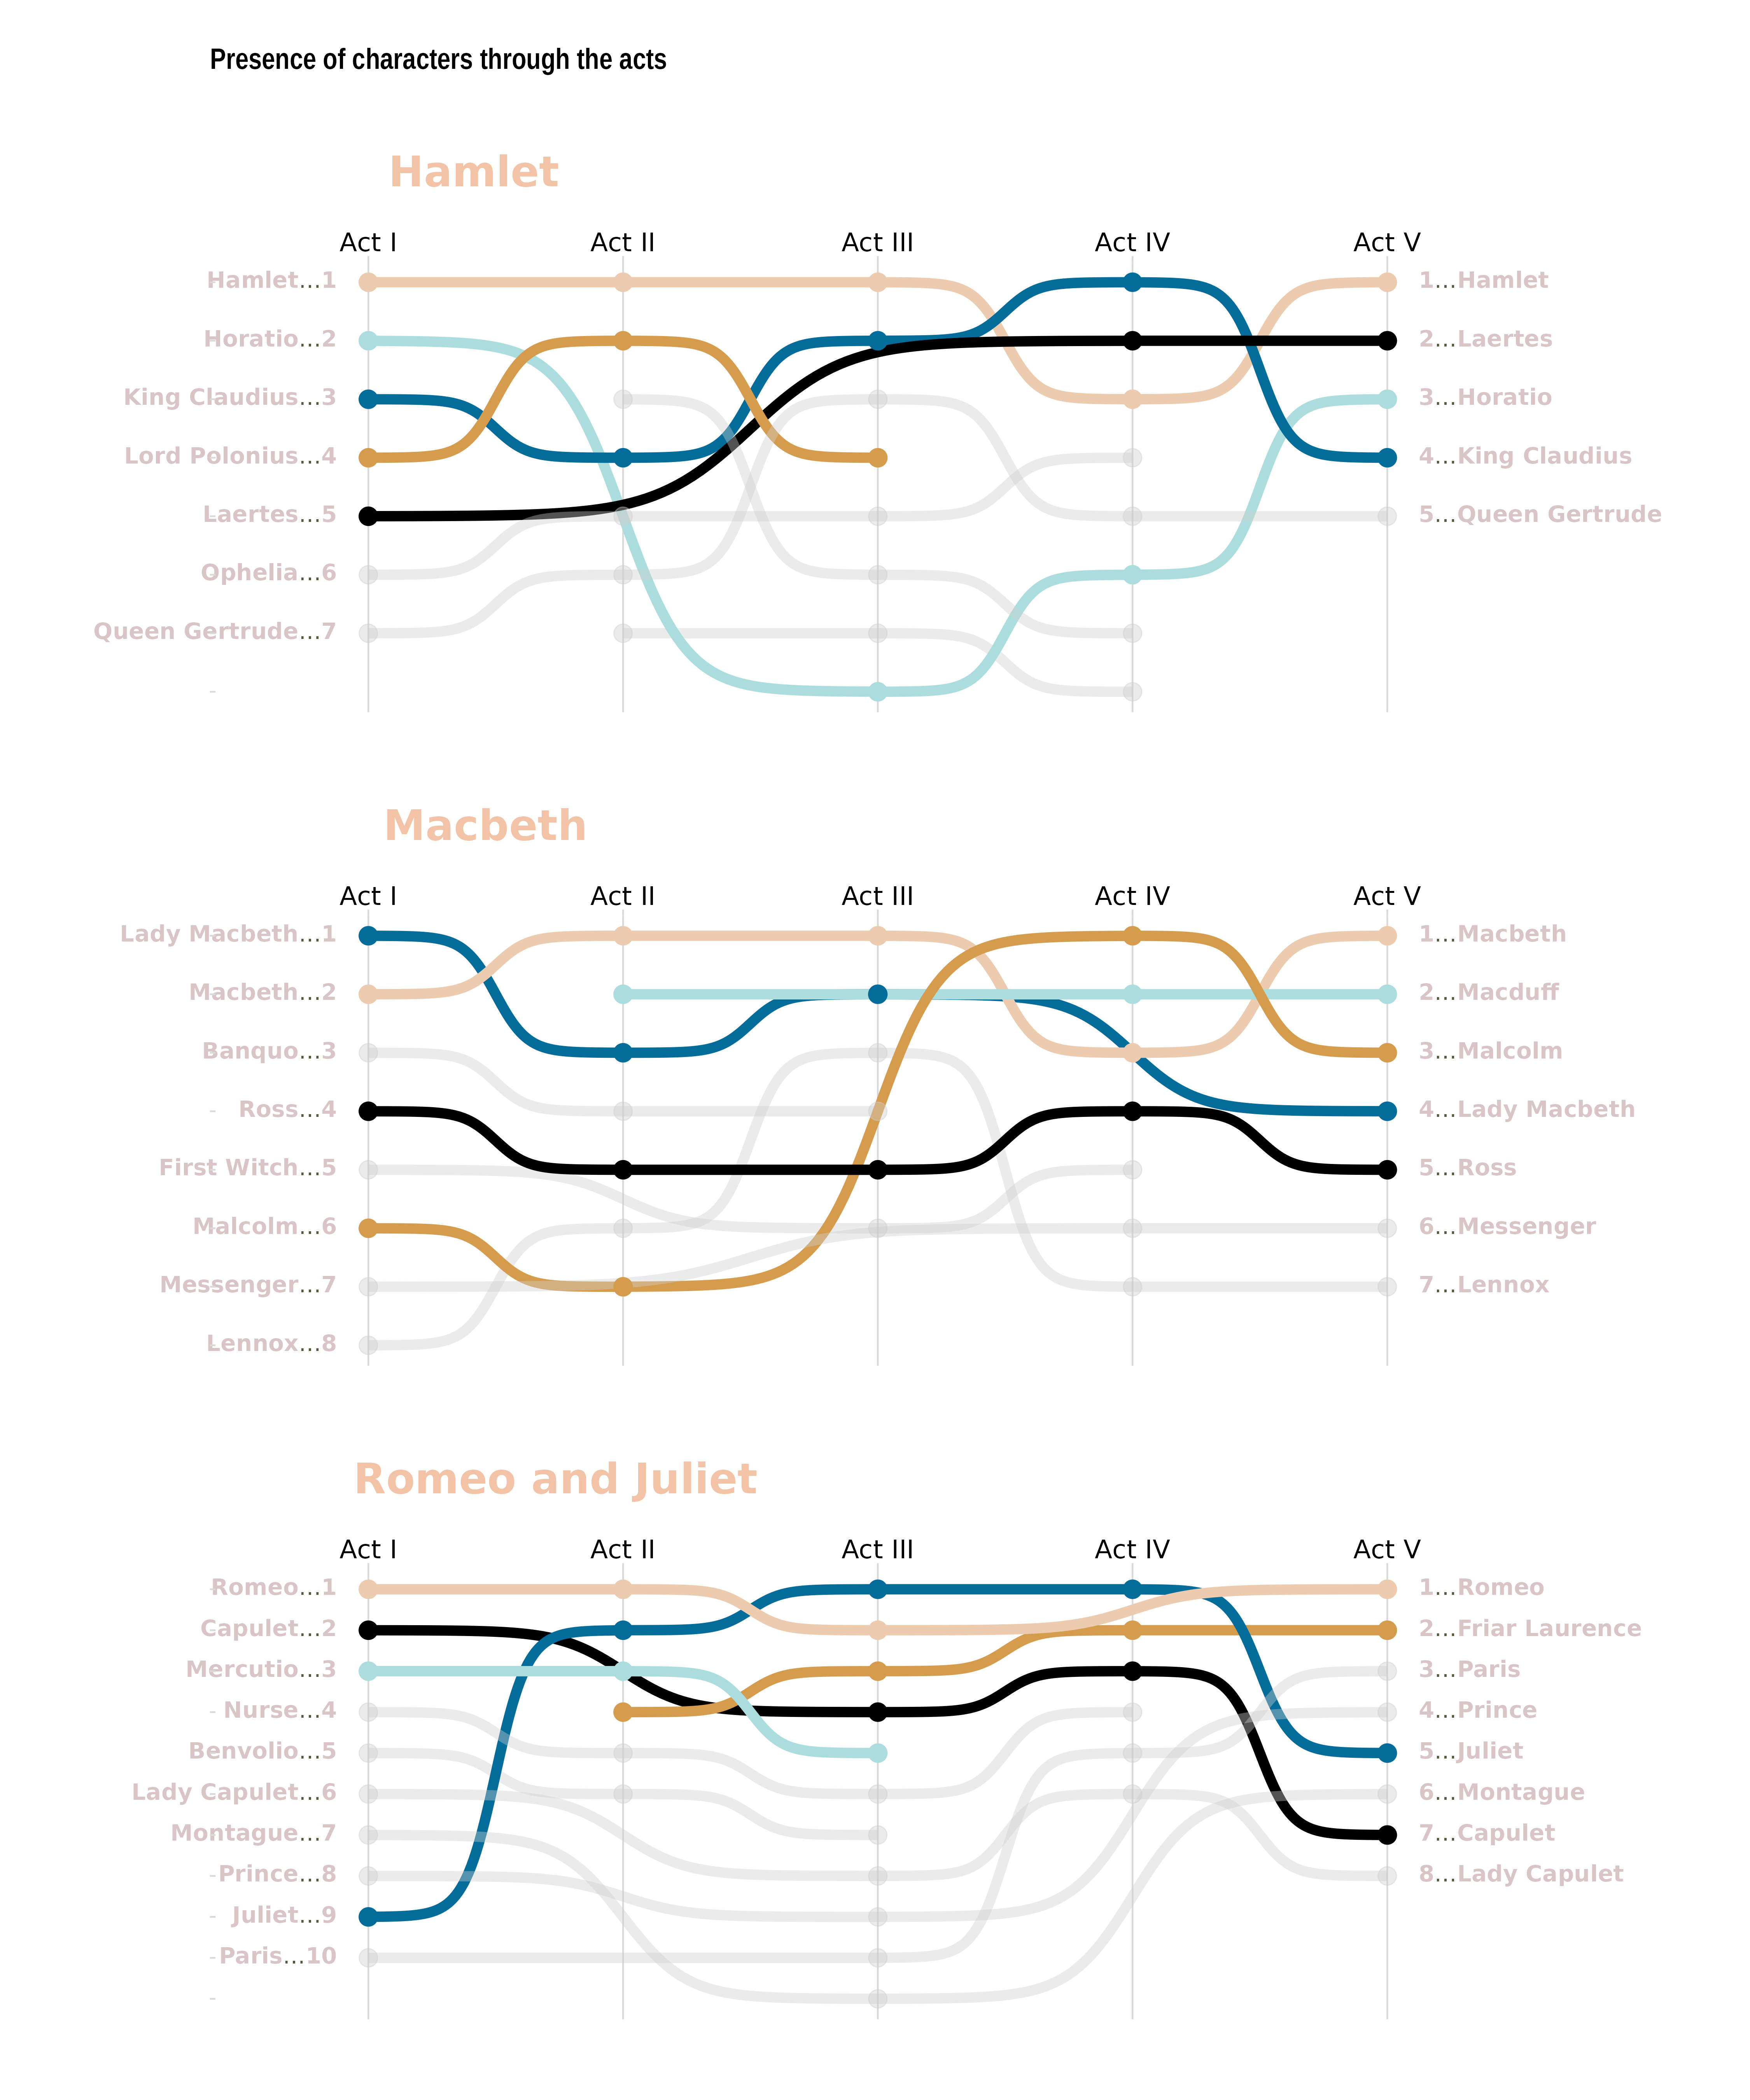 Presence of characters through the acts
Hamlet
Act I Act II Act III Act IV Act V
Hamlet...1 1...Hamlet
Horatio...2 2...Laertes
King Claudius...3 3...Horatio
Lord Polonius...4 4...King Claudius
Laertes...5 5...Queen Gertrude
Ophelia...6
Queen Gertrude...7
-
Macbeth
Act I Act II Act III Act IV Act V
Lady Macbeth...1 1...Macbeth
Macbeth...2 2...Macduff
Banquo...3 3...Malcolm
- Ross...4 4...Lady Macbeth
First Witch...5 5...Ross
Malcolm...6 6...Messenger
Messenger...7 7...Lennox
Lennox...8
Romeo and Juliet
Act I Act II Act III Act IV Act V
Romeo...1 1...Romeo
Capulet...2 2...Friar Laurence
Mercutio...3 3...Paris
- Nurse...4 4...Prince
Benvolio...5 5...Juliet
Lady Capulet...6 6...Montague
Montague...7 7...Capulet
- Prince...8 8...Lady Capulet
- Juliet...9
- Paris...10
-